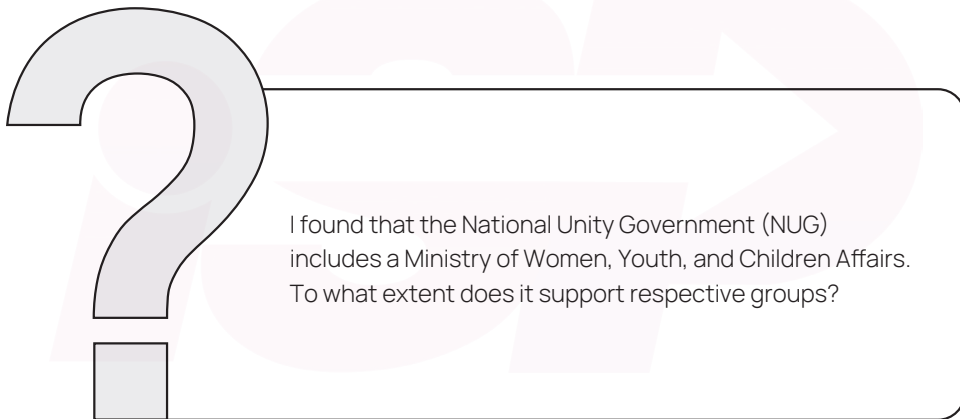 I found that the National Unity Government (NUG)
includes a Ministry of Women, Youth, and Children Affairs.
To what extent does it support respective groups?